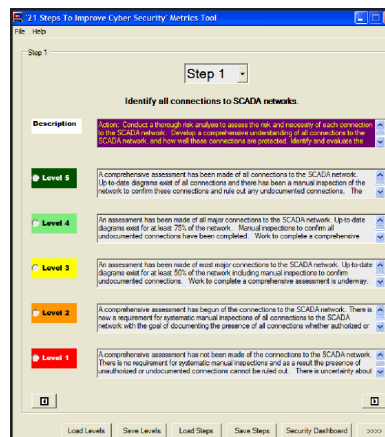 '21 Steps To Improve Cyber Security' Metrics Tool
File Help
Step 1
Step 1
Identify all connections to SCADA networks.
Description
Action: Conduct a thorough risk analysis to assess the risk and necessity of each connection
to the SCADA network. Develop a comprehensive understanding of all connections to the
SCADA network, and how well these connections are protected. Identify and evaluate the
Level 5
A comprehensive assessment has been made of all connections to the SCADA network.
Up-to-date diagrams exist of all connections and there has been a manual inspection of the
network to confirm these connections and rule out any undocumented connections. The
Level 4
An assessment has been made of all major connections to the SCADA network. Up-to-date
diagrams exist for at least 75% of the network. Manual inspections to confirm all
undocumented connections have been completed. Work to complete a comprehensive
Level 3
An assessment has been made of most major connections to the SCADA network. Up-to-date
diagrams exist for at least 50% of the network including manual inspections to confirm
undocumented connections. Work to complete a comprehensive assessment is underway.
Level 2
A comprehensive assessment has begun of the connections to the SCADA network. There is
now a requirement for systematic manual inspections of all connections to the SCADA
network with the goal of documenting the presence of all connections whether authorized or
Level 1
A comprehensive assessment has not been made of the connections to the SCADA network.
There is no requirement for systematic manual inspections and as a result the presence of
unauthorized or undocumented connections cannot be ruled out. There is uncertainty about
Load Levels Save Levels Load Steps Save Steps Security Dashboard >>>>